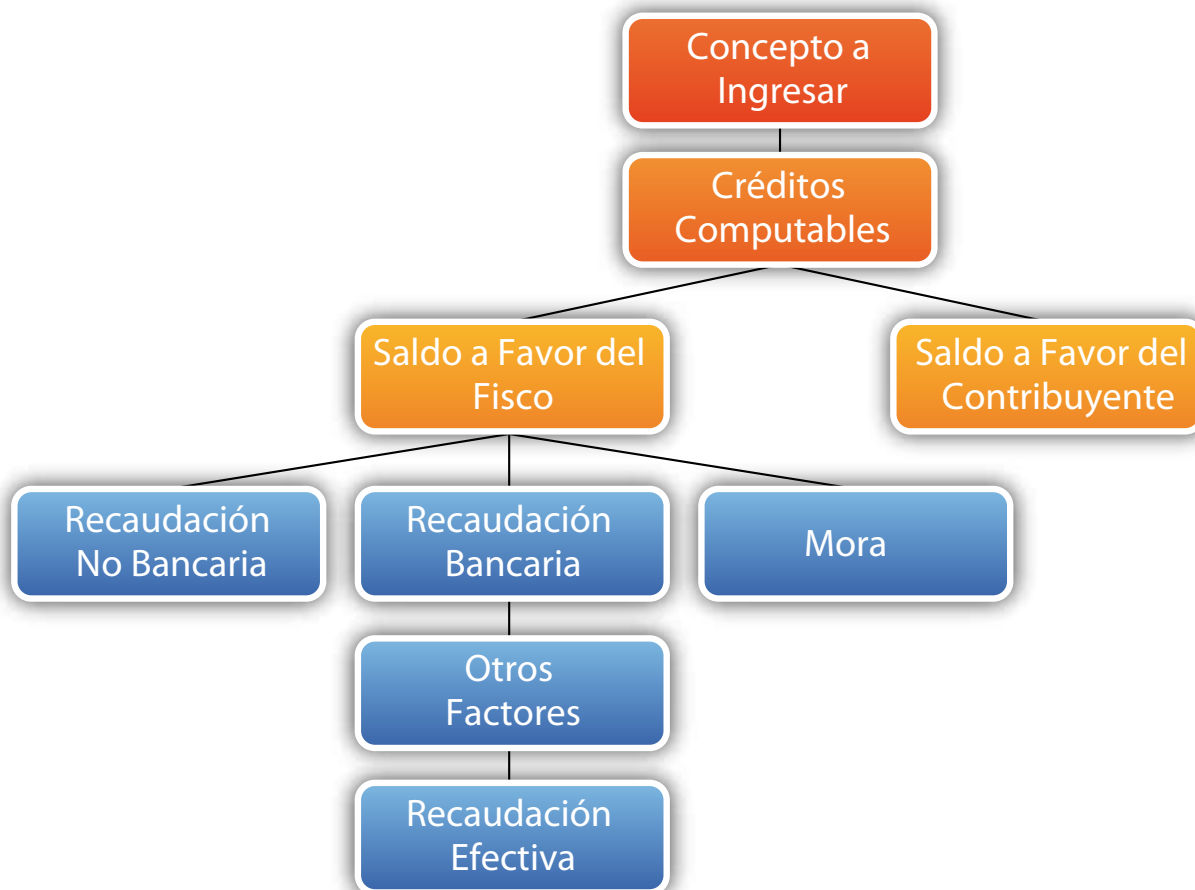 Concepto a
Ingresar
Créditos
Computables
Saldo a Favor del
Fisco
Saldo a Favor del
Contribuyente
Recaudación
No Bancaria
Recaudación
Bancaria
Mora
Otros
Factores
Recaudación
Efectiva